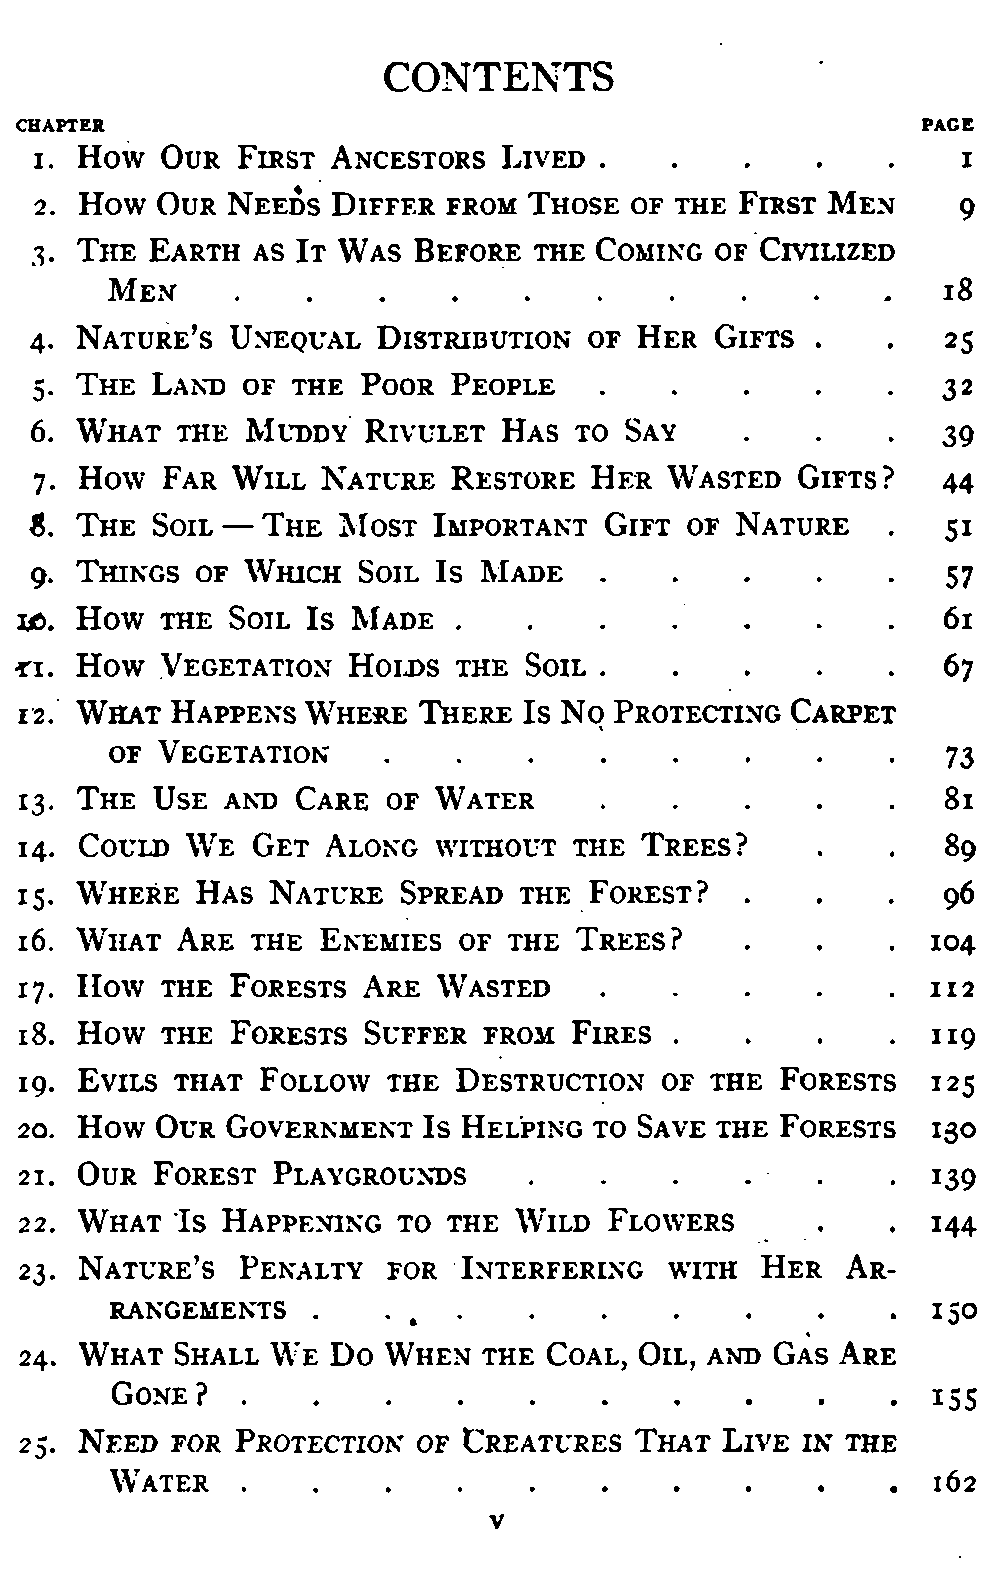 CONTENTS
CHAPTER PAGE
1. How Our First Ancestors Lived . . . . . 1
2. How Our Needs Differ from Those of the First Men 9
3. The Earth as It Was Before the Coming of Civilized
Men . . . . . . . . . . 18
4. Nature's Unequal Distribution of Her Gifts . . 25
5. The Land of the Poor People . . . . . 32
6. What the Muddy Rivulet Has to Say . . . 39
7. How Far Will Nature Restore Her Wasted Gifts? 44
8. The Soil — The Most Important Gift of Nature . 51
9. Things of Which Soil Is Made . . . . . 57
10. How the Soil Is Made . . . . . . . 61
11. How Vegetation Holds the Soil . . . . . 67
12. What Happens Where There Is No Protecting Carpet
of Vegetation . . . . . . . . 73
13. The Use and Care of Water . . . . . 81
14. Could We Get Along without the Trees? . . 89
15. Where Has Nature Spread the Forest? . . . 96
16. What Are the Enemies of the Trees? . . . 104
17. How the Forests Are Wasted . . . . . 112
18. How the Forests Suffer from Fires . . . . 119
19. Evils that Follow the Destruction of the Forests 125
20. How Our Government Is Helping to Save the Forests 130
21. Our Forest Playgrounds . . . . . . 139
22. What Is Happening to the Wild Flowers . . 144
23. Nature's Penalty for Interfering with Her Ar-
rangements . . . . . . . . . 150
24. What Shall We Do When the Coal, Oil, and Gas Are
Gone? . . . . . . . . . . 155
25. Need for Protection of Creatures That Live in the
Water . . . . . . . . . . 162
v